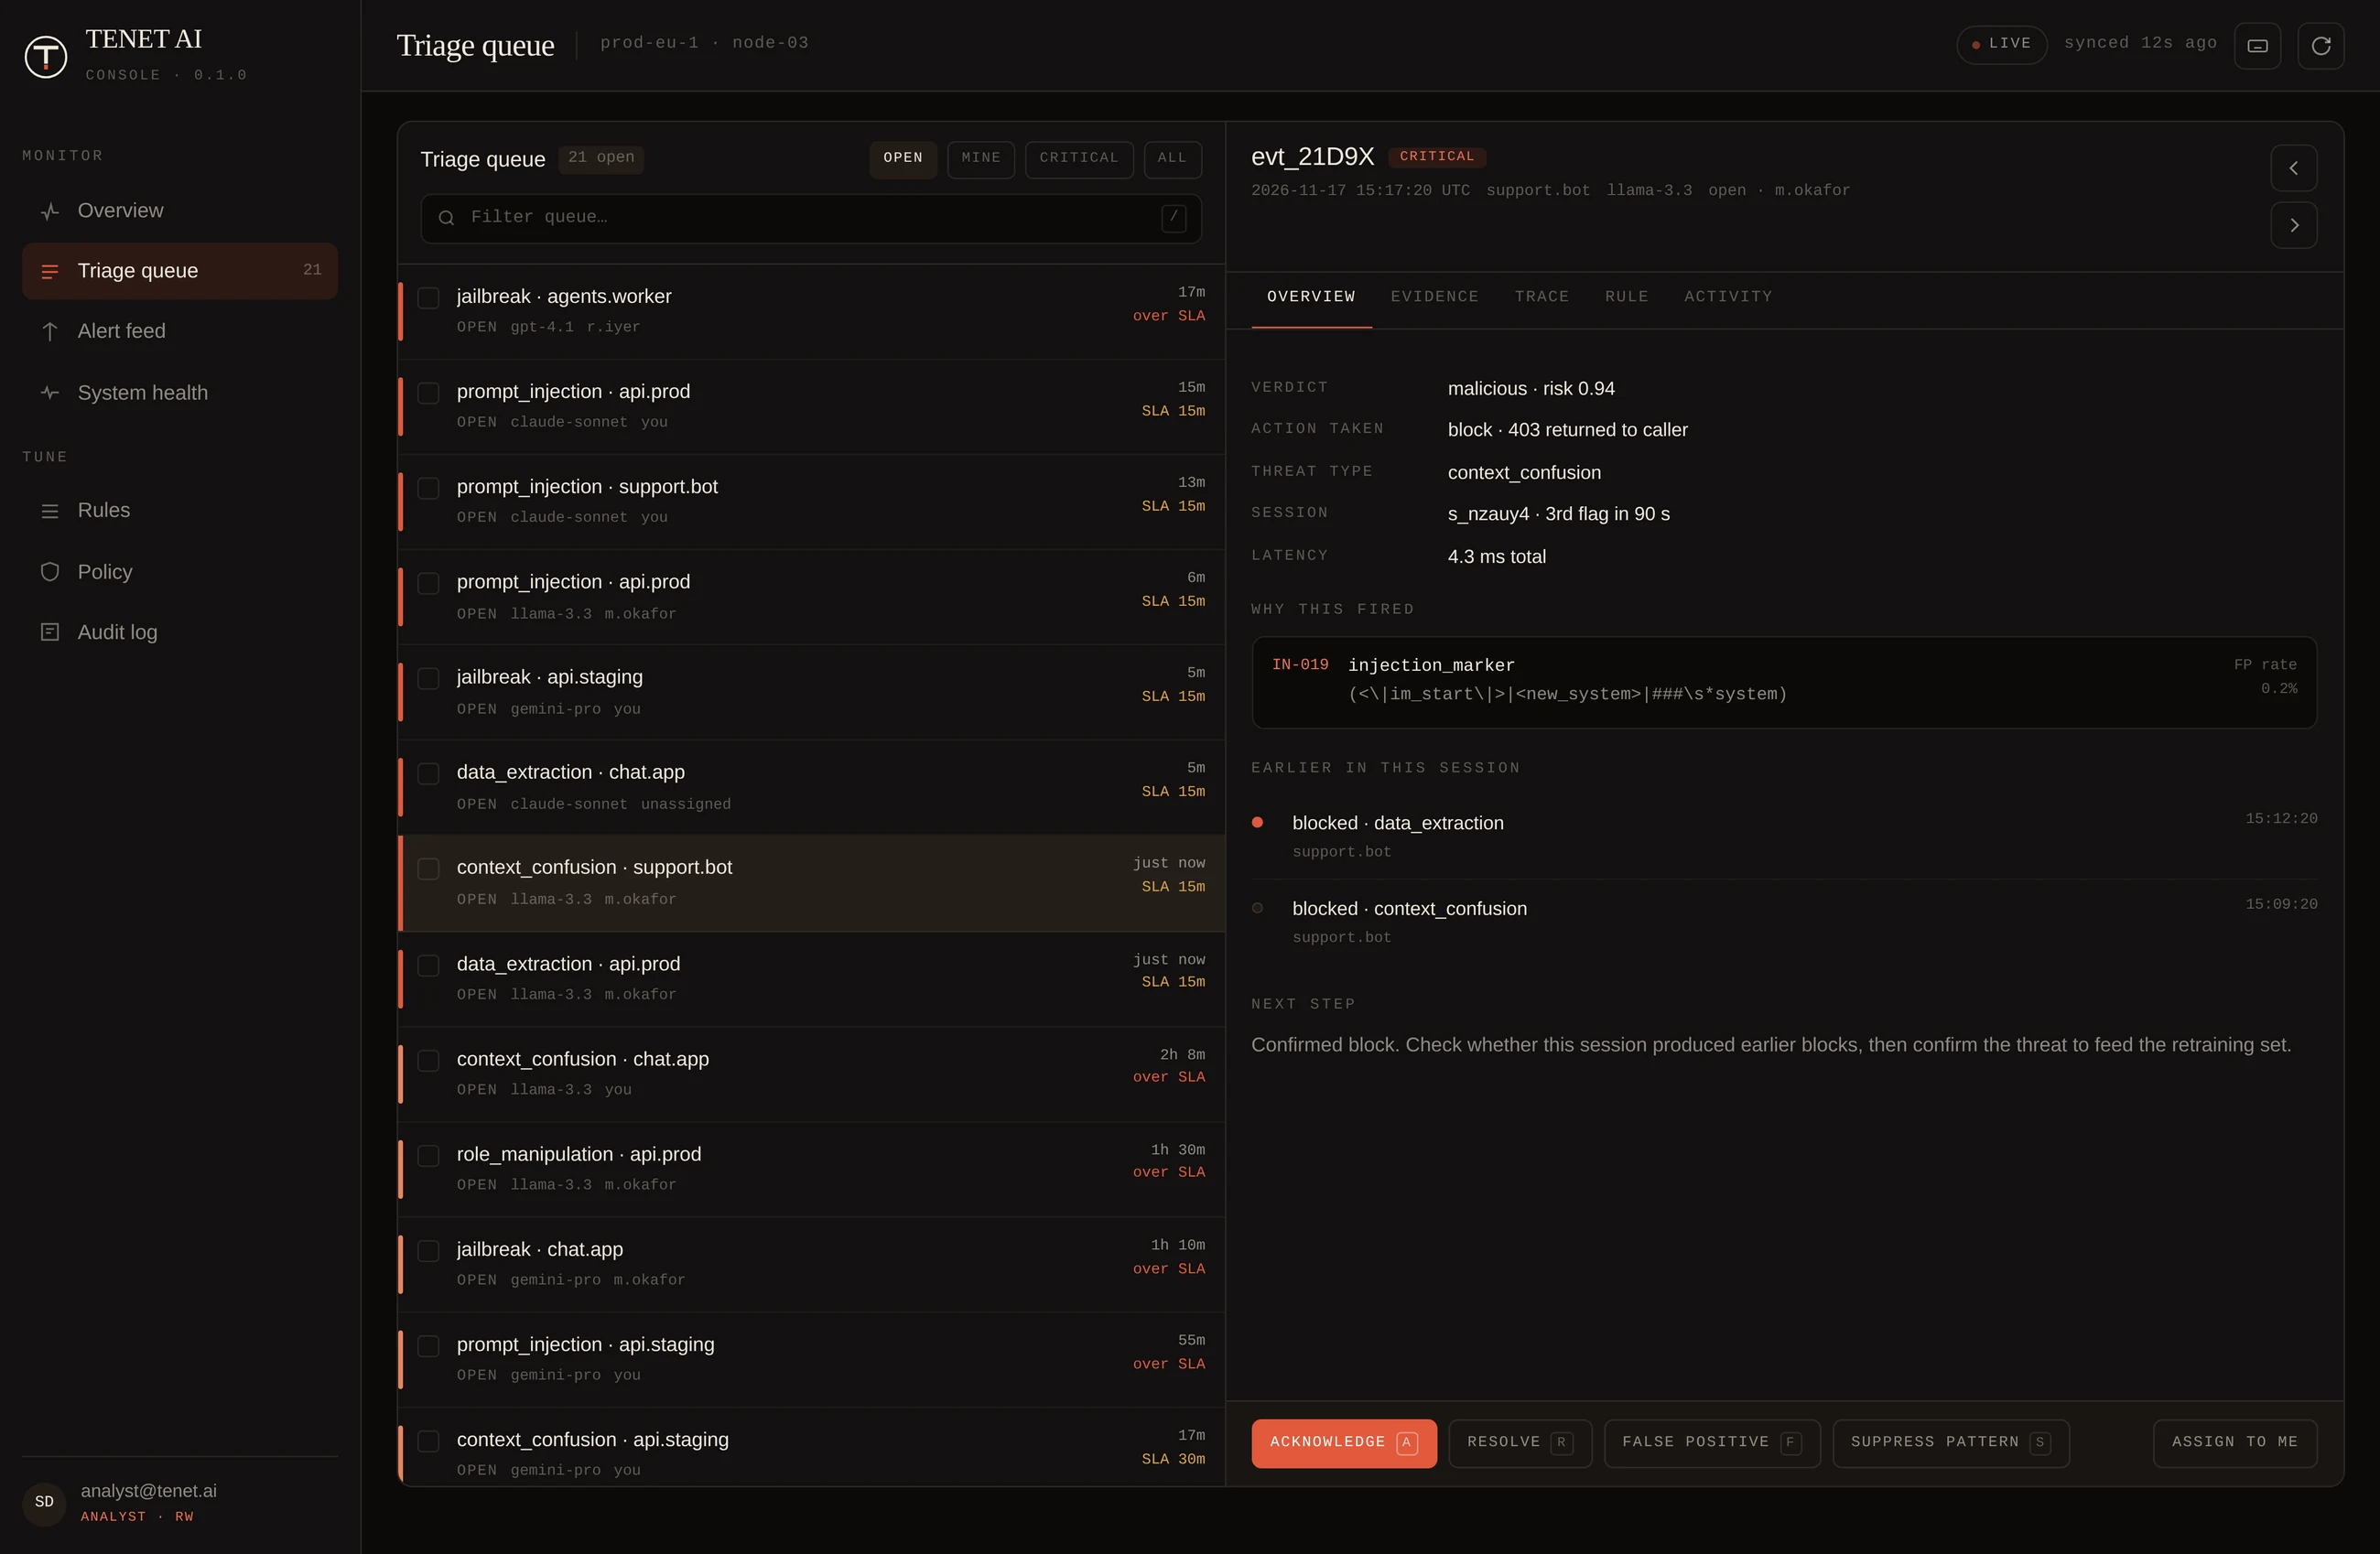 TENET AI
CONSOLE · 0.1.0
MONITOR
Overview
Triage queue 21
Alert feed
System health
TUNE
Rules
Policy
Audit log
SD
analyst@tenet.ai
ANALYST · RW
Triage queue
prod-eu-1 · node-03
LIVE
synced 12s ago
Triage queue 21 open
OPEN MINE CRITICAL ALL
Filter queue… /
jailbreak · agents.worker 17m
OPEN gpt-4.1 r.iyer over SLA
prompt_injection · api.prod 15m
OPEN claude-sonnet you SLA 15m
prompt_injection · support.bot 13m
OPEN claude-sonnet you SLA 15m
prompt_injection · api.prod 6m
OPEN llama-3.3 m.okafor SLA 15m
jailbreak · api.staging 5m
OPEN gemini-pro you SLA 15m
data_extraction · chat.app 5m
OPEN claude-sonnet unassigned SLA 15m
context_confusion · support.bot just now
OPEN llama-3.3 m.okafor SLA 15m
data_extraction · api.prod just now
OPEN llama-3.3 m.okafor SLA 15m
context_confusion · chat.app 2h 8m
OPEN llama-3.3 you over SLA
role_manipulation · api.prod 1h 30m
OPEN llama-3.3 m.okafor over SLA
jailbreak · chat.app 1h 10m
OPEN gemini-pro m.okafor over SLA
prompt_injection · api.staging 55m
OPEN gemini-pro you over SLA
context_confusion · api.staging 17m
OPEN gemini-pro you SLA 30m
evt_21D9X CRITICAL
2026-11-17 15:17:20 UTC support.bot llama-3.3 open · m.okafor
OVERVIEW EVIDENCE TRACE RULE ACTIVITY
VERDICT malicious · risk 0.94
ACTION TAKEN block · 403 returned to caller
THREAT TYPE context_confusion
SESSION s_nzauy4 · 3rd flag in 90 s
LATENCY 4.3 ms total
WHY THIS FIRED
IN-019 injection_marker FP rate
(<\|im_start\|>|<new_system>|###\s*system) 0.2%
EARLIER IN THIS SESSION
blocked · data_extraction 15:12:20
support.bot
blocked · context_confusion 15:09:20
support.bot
NEXT STEP
Confirmed block. Check whether this session produced earlier blocks, then confirm the threat to feed the retraining set.
ACKNOWLEDGE A RESOLVE R FALSE POSITIVE F SUPPRESS PATTERN S ASSIGN TO ME